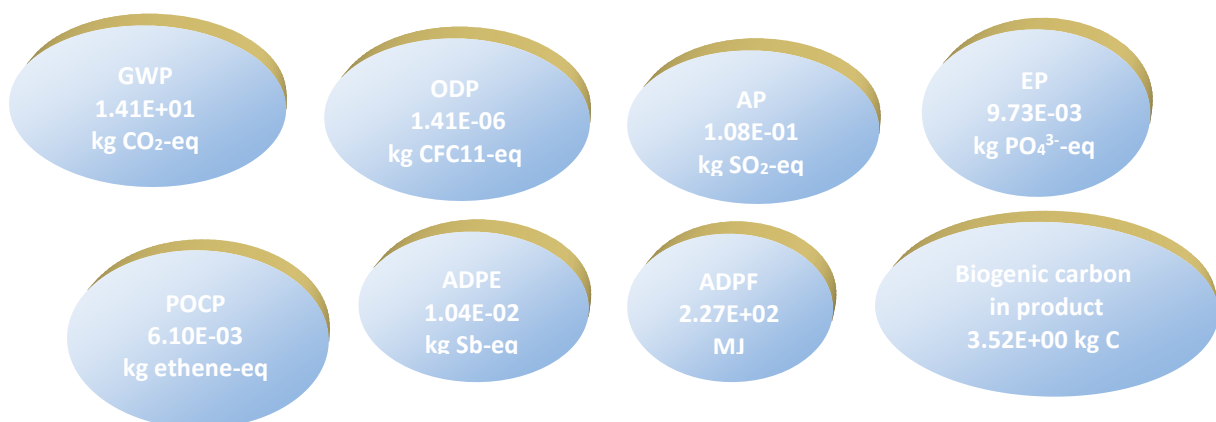 GWP
1.41E+01
kg CO₂-eq
ODP
1.41E-06
kg CFC11-eq
AP
1.08E-01
kg SO₂-eq
EP
9.73E-03
kg PO₄³⁻-eq
POCP
6.10E-03
kg ethene-eq
ADPE
1.04E-02
kg Sb-eq
ADPF
2.27E+02
MJ
Biogenic carbon
in product
3.52E+00 kg C